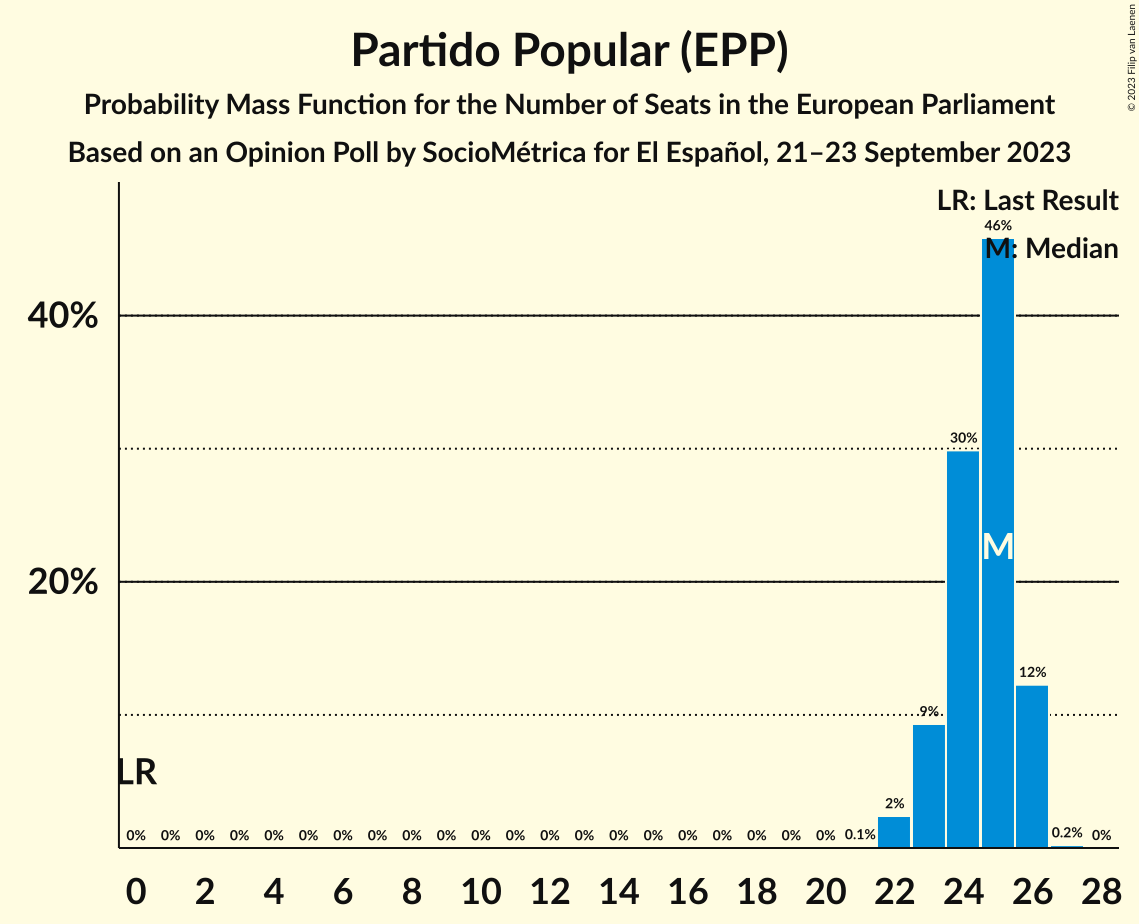 Partido Popular (EPP)
Probability Mass Function for the Number of Seats in the European Parliament
Based on an Opinion Poll by SocioMétrica for El Español, 21–23 September 2023
© 2023 Filip van Laenen
LR: Last Result
M: Median
46%
40%
30%
M
20%
12%
9%
LR
2%
0% 0% 0% 0% 0% 0% 0% 0% 0% 0% 0% 0% 0% 0% 0% 0% 0% 0% 0% 0% 0% 0.1% 0.2% 0%
0 2 4 6 8 10 12 14 16 18 20 22 24 26 28